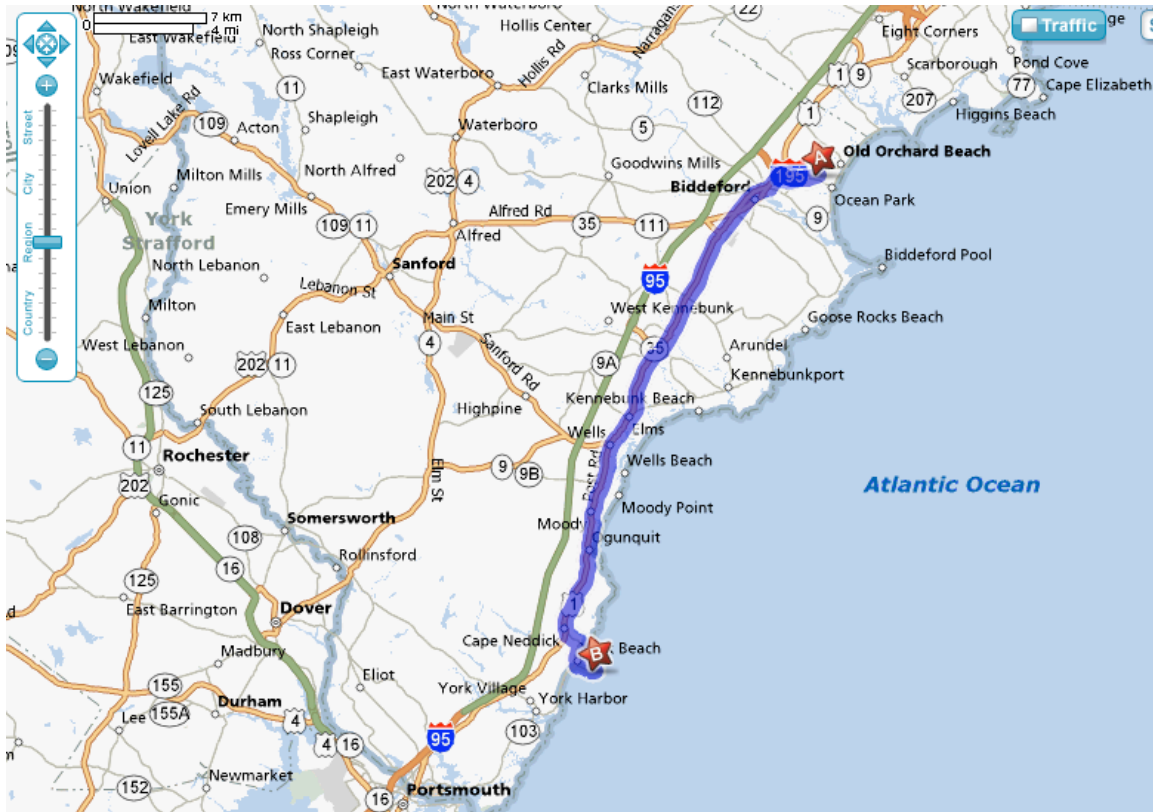 North Wakefield
7 km
4 mi
0
North Waterboro
22
Traffic
S
East Wakefield
North Shapleigh
Hollis Center
Narragans
Eight Corners
Ross Corner
Hollis Rd
1
9
Scarborough
Pond Cove
Wakefield
11
East Waterboro
Clarks Mills
112
77
Cape Elizabeth
Lovell Lake Rd
109
Shapleigh
1
207
Acton
Waterboro
5
Higgins Beach
North Alfred
Goodwins Mills
A
Old Orchard Beach
Milton Mills
202
4
195
Union
Biddeford
Ocean Park
Emery Mills
Alfred Rd
York
109
11
35
111
9
Strafford
Alfred
Sanford
Biddeford Pool
North Lebanon
95
Lebanon St
Milton
West Kennebunk
East Lebanon
Main St
Goose Rocks Beach
4
35
Arundel
West Lebanon
202
11
Sanford Rd
9A
Kennebunkport
125
Highpine
Kennebunk Beach
South Lebanon
Elms
Wells
11
Rochester
Elm St
9
9B
Wells Beach
202
Post Rd
Atlantic Ocean
Gonic
Moody Point
Somersworth
Moody
108
Ogunquit
Rollinsford
16
125
East Barrington
Dover
1
Cape Neddick
B
Beach
Madbury
Eliot
155
York Village
York Harbor
Durham
155A
Lee
4
103
95
4
16
Newmarket
152
Portsmouth
16
Street
City
Region
Country